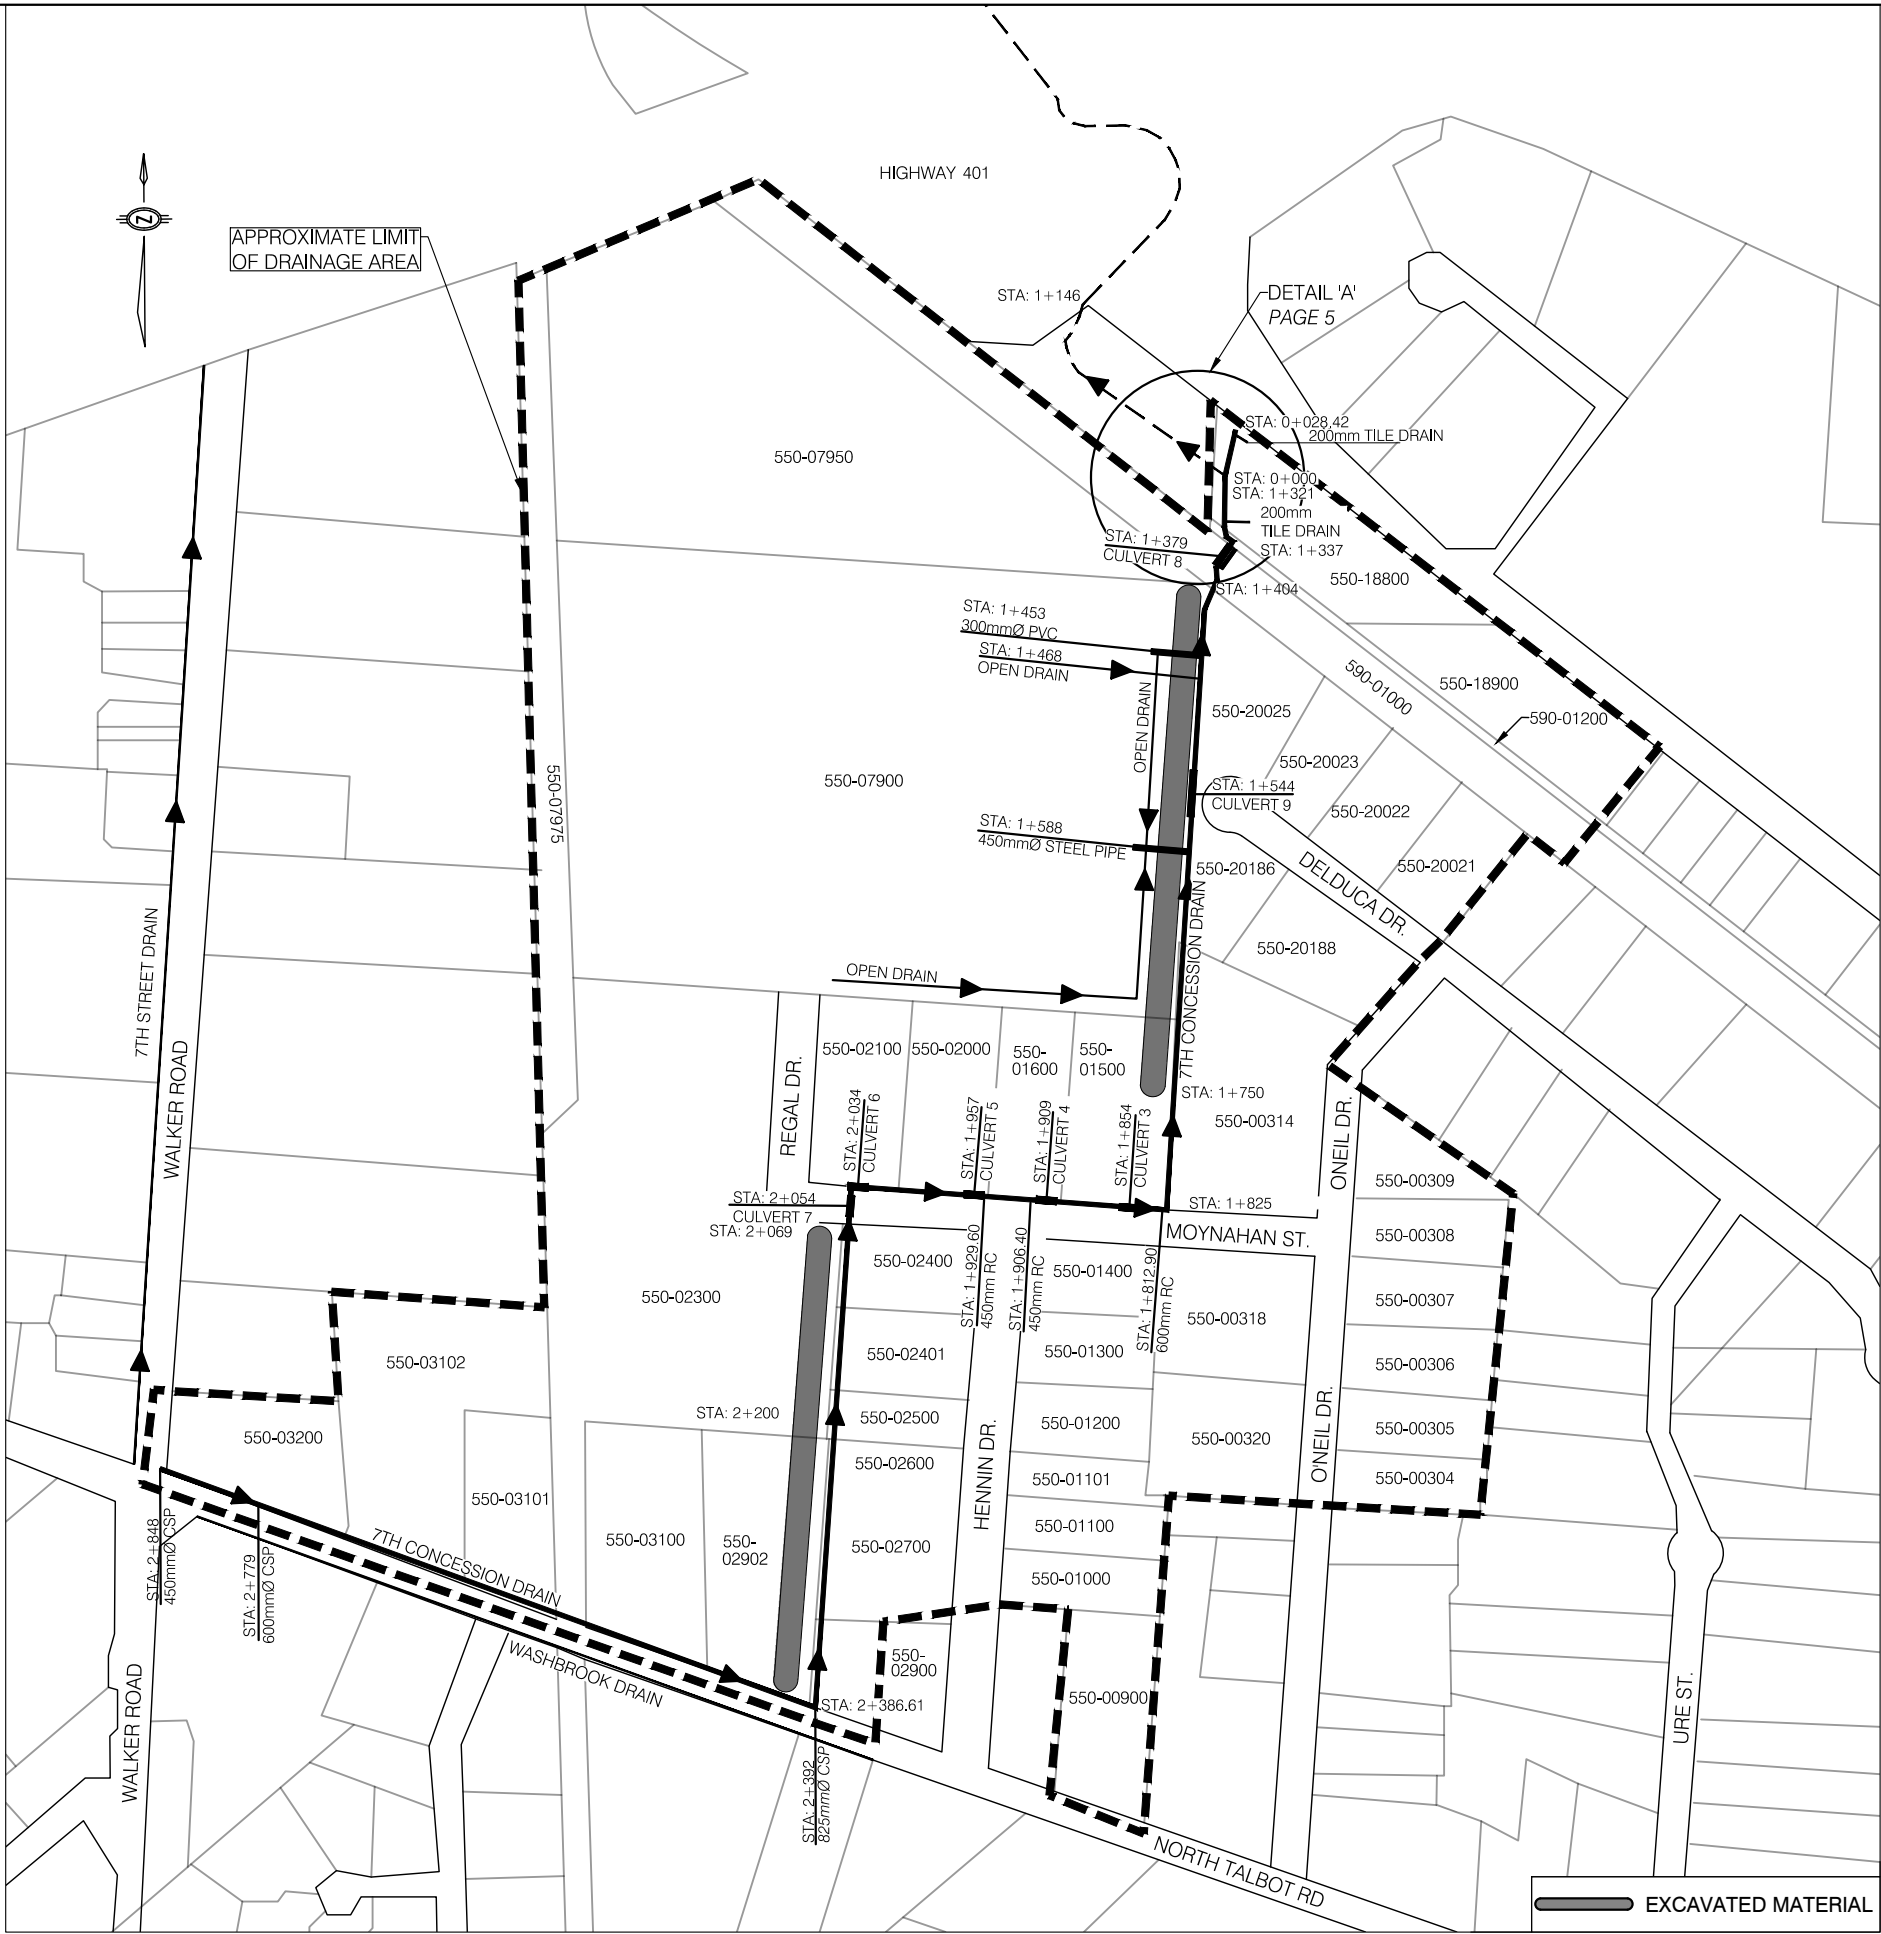 HIGHWAY 401
Z
APPROXIMATE LIMIT
OF DRAINAGE AREA
STA: 1+146
DETAIL 'A'
PAGE 5
STA: 0+028.42
200mm TILE DRAIN
550-07950
STA: 0+000
STA: 1+321
200mm
TILE DRAIN
STA: 1+337
STA: 1+379
CULVERT 8
550-18800
STA: 1+404
STA: 1+453
300mmØ PVC
STA: 1+468
OPEN DRAIN
590-01000
550-18900
590-01200
550-20025
OPEN DRAIN
550-20023
550-07975
550-07900
STA: 1+544
CULVERT 9
550-20022
STA: 1+588
450mmØ STEEL PIPE
550-20186
550-20021
DELDUCA DR.
7TH STREET DRAIN
7TH CONCESSION DRAIN
550-20188
OPEN DRAIN
WALKER ROAD
REGAL DR.
550-02100
550-02000
550-
01600
550-
01500
STA: 1+750
550-00314
ONEIL DR.
STA: 2+034
CULVERT 6
STA: 1+957
CULVERT 5
STA: 1+909
CULVERT 4
STA: 1+854
CULVERT 3
550-00309
STA: 2+054
CULVERT 7
STA: 2+069
STA: 1+825
MOYNAHAN ST.
550-00308
550-02400
STA: 1+929.60
450mm RC
STA: 1+906.40
450mm RC
550-01400
STA: 1+812.90
600mm RC
550-02300
550-00307
550-00318
550-03102
550-02401
550-01300
550-00306
STA: 2+200
550-02500
550-01200
550-00305
550-03200
550-02600
HENNIN DR.
550-00320
O'NEIL DR.
550-01101
550-00304
550-03101
550-01100
550-03100
550-
02902
550-02700
7TH CONCESSION DRAIN
STA: 2+848
450mmØ CSP
STA: 2+779
600mmØ CSP
550-01000
WASHBROOK DRAIN
550-
02900
WALKER ROAD
550-00900
URE ST.
STA: 2+386.61
STA: 2+392
825mmØ CSP
NORTH TALBOT RD
EXCAVATED MATERIAL